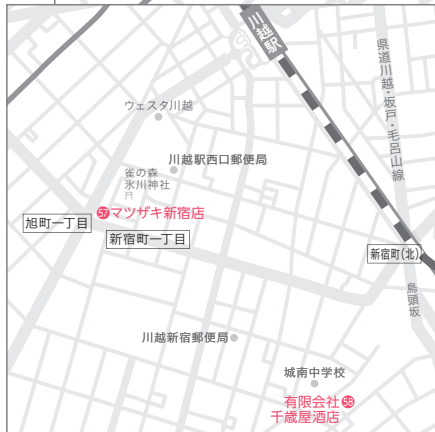 川越駅
県道川越・坂戸・毛呂山線
ウェスタ川越
川越駅西口郵便局
雀の森
氷川神社
57マツザキ新宿店
旭町一丁目
新宿町一丁目
新宿町(北)
烏頭坂
川越新宿郵便局
城南中学校
有限会社58
千歳屋酒店